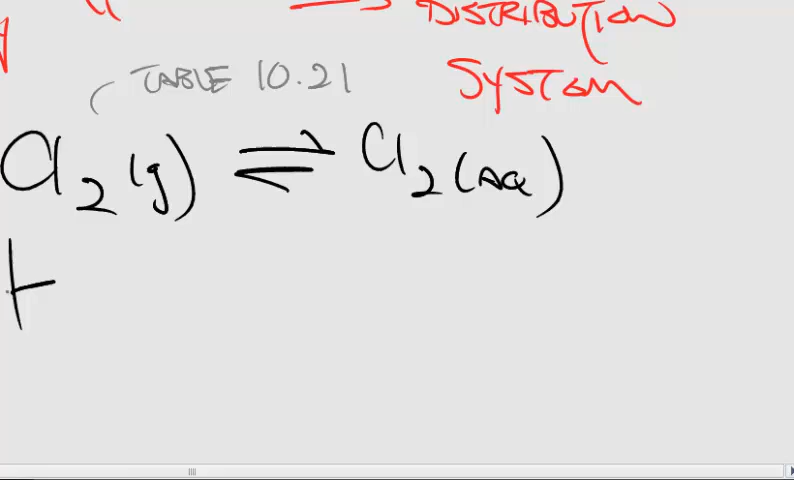 DISTRIBUTION
TABLE 10.21 SYSTEM
Cl2(g) ⇌ Cl2(AQ)